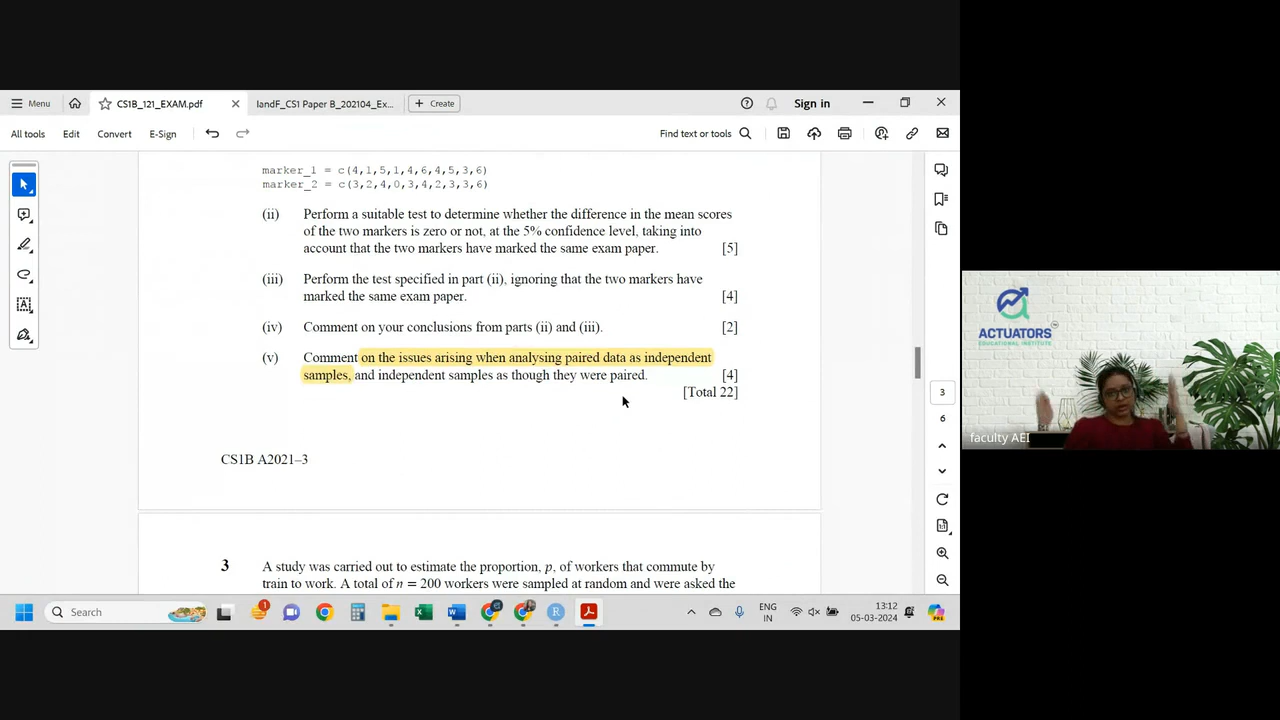 Menu
CS1B_121_EXAM.pdf
IandF_CS1 Paper B_202104_Ex...
Create
Sign in
All tools
Edit
Convert
E-Sign
Find text or tools
marker_1 = c(4,1,5,1,4,6,4,5,3,6)
marker_2 = c(3,2,4,0,3,4,2,3,3,6)
(ii) Perform a suitable test to determine whether the difference in the mean scores
of the two markers is zero or not, at the 5% confidence level, taking into
account that the two markers have marked the same exam paper. [5]
(iii) Perform the test specified in part (ii), ignoring that the two markers have
marked the same exam paper. [4]
(iv) Comment on your conclusions from parts (ii) and (iii). [2]
(v) Comment on the issues arising when analysing paired data as independent
samples, and independent samples as though they were paired. [4]
[Total 22]
CS1B A2021–3
3 A study was carried out to estimate the proportion, p, of workers that commute by
train to work. A total of n = 200 workers were sampled at random and were asked the
3
6
ACTUATORS
EDUCATIONAL INSTITUTE
faculty AEI
Search
ENG
IN
13:12
05-03-2024